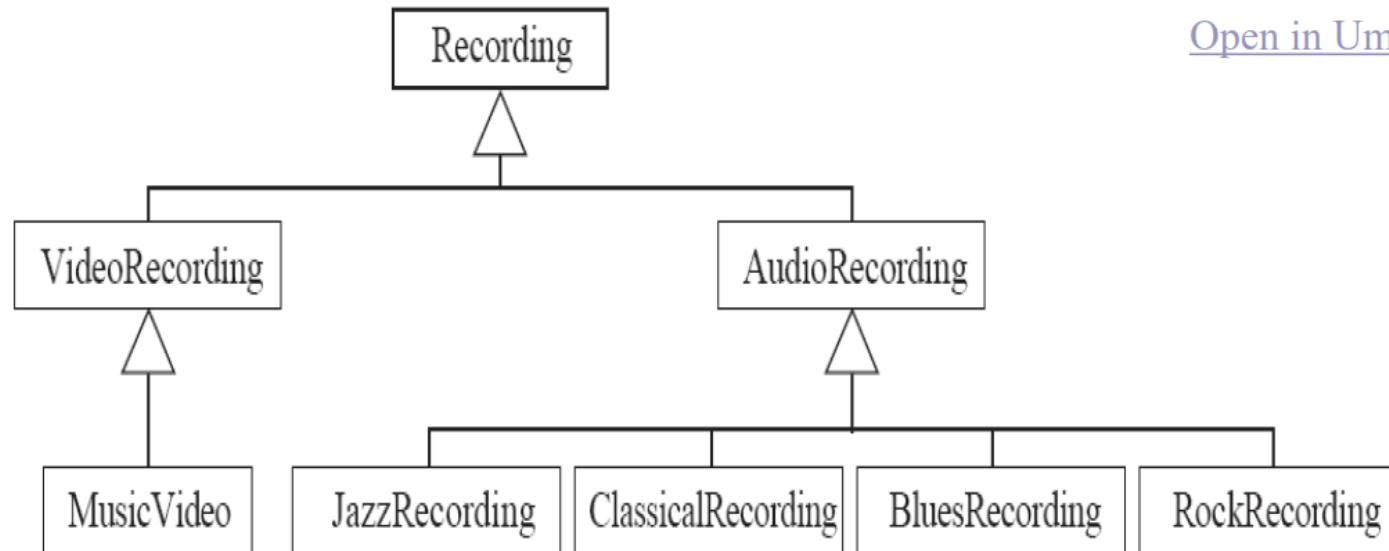 Recording
Open in Um
VideoRecording
AudioRecording
MusicVideo
JazzRecording
ClassicalRecording
BluesRecording
RockRecording